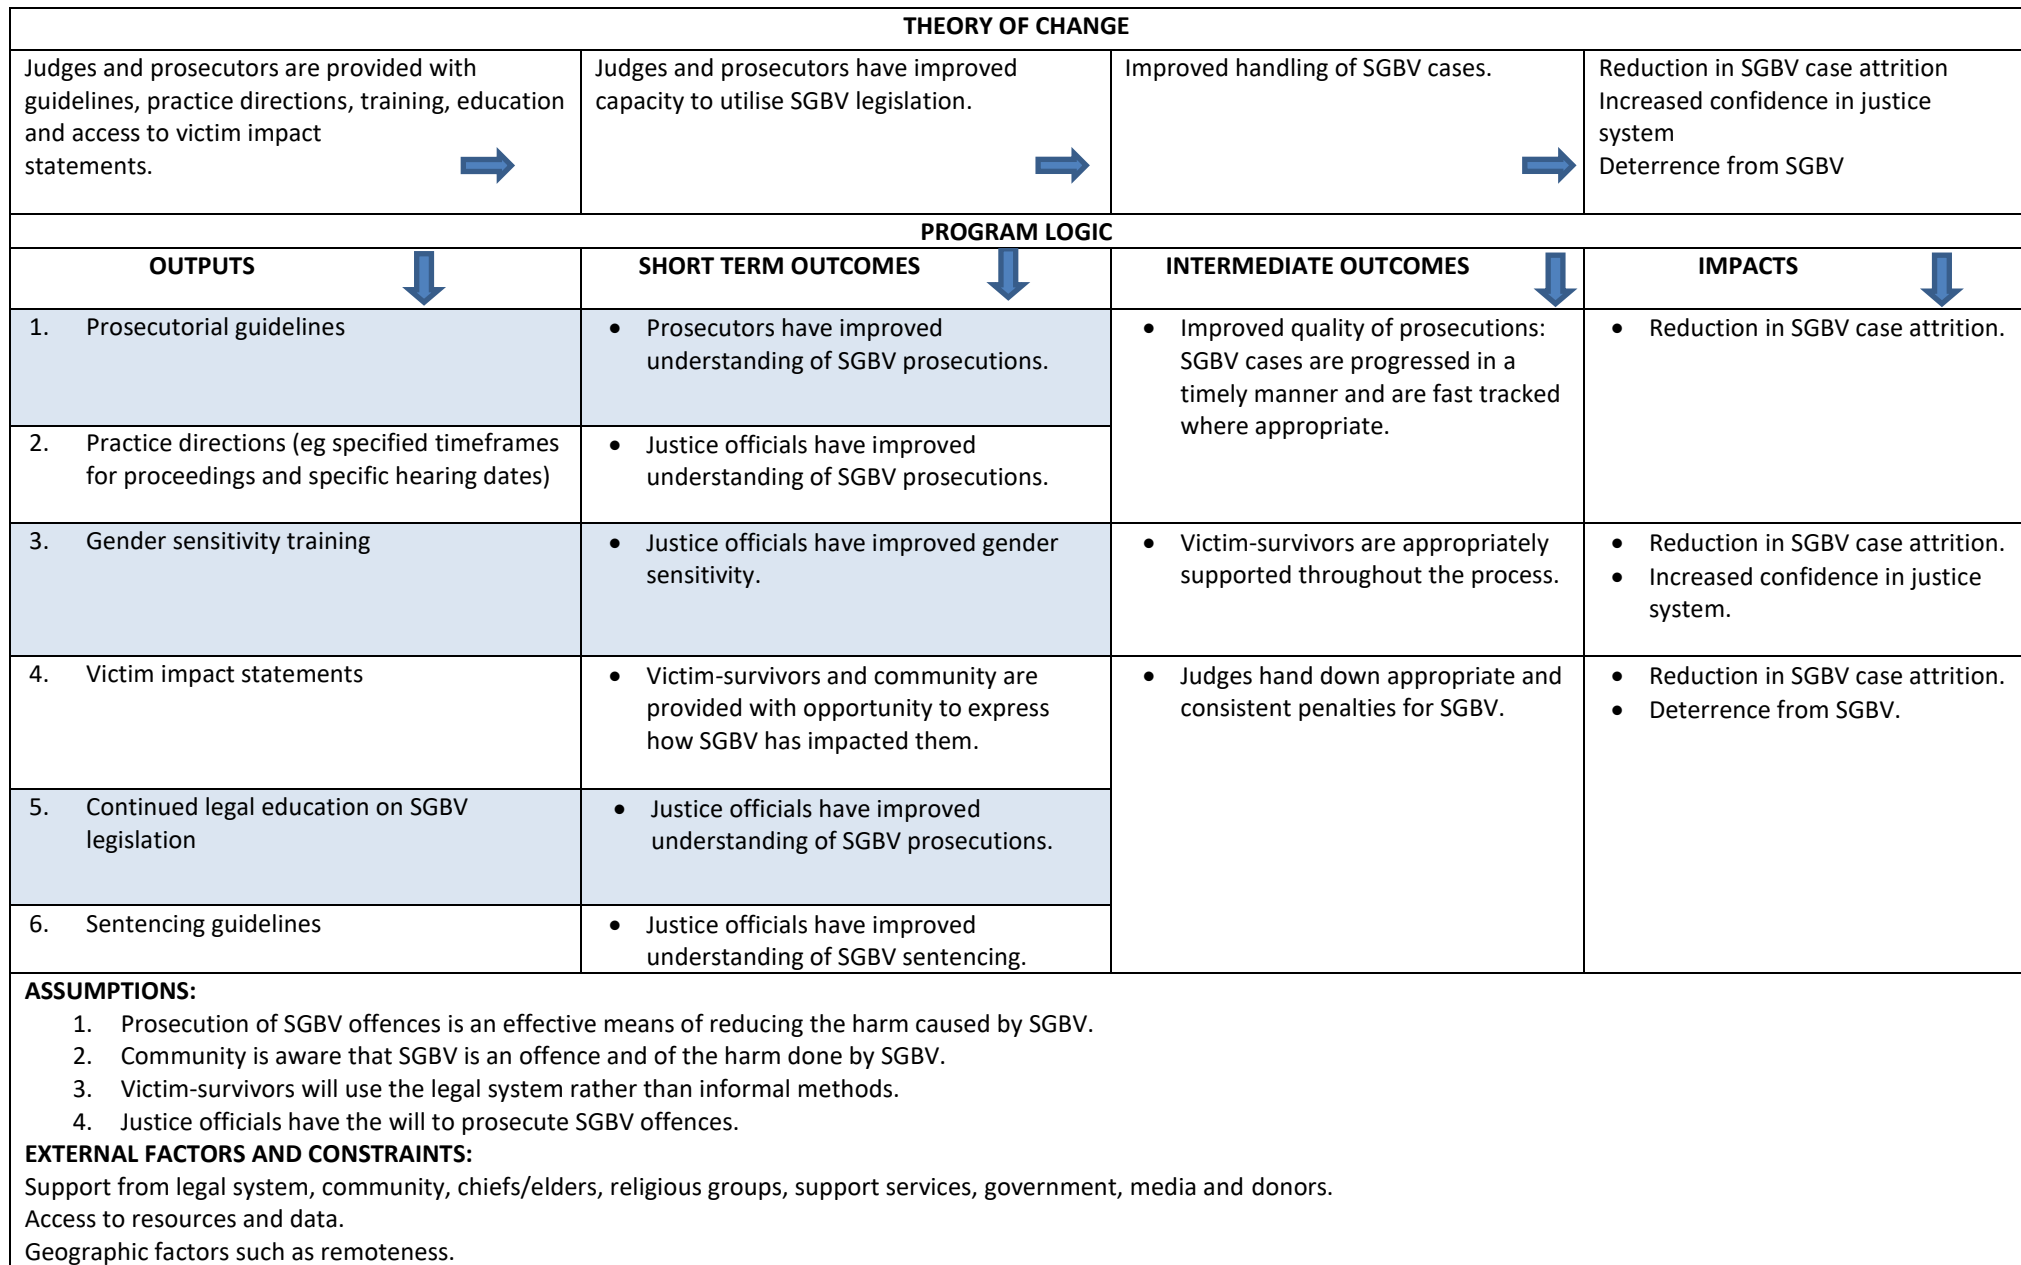 THEORY OF CHANGE
Judges and prosecutors are provided with
guidelines, practice directions, training, education
and access to victim impact
statements.
Judges and prosecutors have improved
capacity to utilise SGBV legislation.
Improved handling of SGBV cases.
Reduction in SGBV case attrition
Increased confidence in justice
system
Deterrence from SGBV
PROGRAM LOGIC
OUTPUTS
SHORT TERM OUTCOMES
INTERMEDIATE OUTCOMES
IMPACTS
1. Prosecutorial guidelines
• Prosecutors have improved
understanding of SGBV prosecutions.
• Improved quality of prosecutions:
SGBV cases are progressed in a
timely manner and are fast tracked
where appropriate.
• Reduction in SGBV case attrition.
2. Practice directions (eg specified timeframes
for proceedings and specific hearing dates)
• Justice officials have improved
understanding of SGBV prosecutions.
3. Gender sensitivity training
• Justice officials have improved gender
sensitivity.
• Victim-survivors are appropriately
supported throughout the process.
• Reduction in SGBV case attrition.
• Increased confidence in justice
system.
4. Victim impact statements
• Victim-survivors and community are
provided with opportunity to express
how SGBV has impacted them.
• Judges hand down appropriate and
consistent penalties for SGBV.
• Reduction in SGBV case attrition.
• Deterrence from SGBV.
5. Continued legal education on SGBV
legislation
• Justice officials have improved
understanding of SGBV prosecutions.
6. Sentencing guidelines
• Justice officials have improved
understanding of SGBV sentencing.
ASSUMPTIONS:
1. Prosecution of SGBV offences is an effective means of reducing the harm caused by SGBV.
2. Community is aware that SGBV is an offence and of the harm done by SGBV.
3. Victim-survivors will use the legal system rather than informal methods.
4. Justice officials have the will to prosecute SGBV offences.
EXTERNAL FACTORS AND CONSTRAINTS:
Support from legal system, community, chiefs/elders, religious groups, support services, government, media and donors.
Access to resources and data.
Geographic factors such as remoteness.